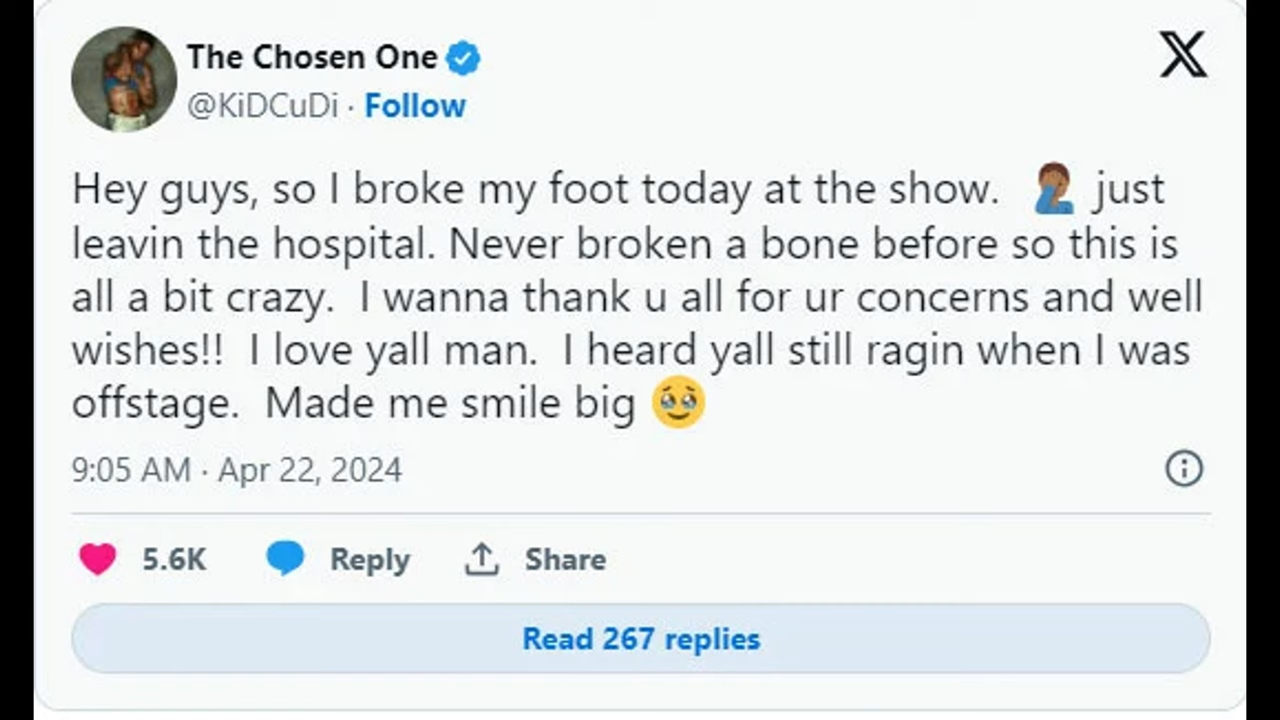 The Chosen One
@KiDCuDi · Follow
Hey guys, so I broke my foot today at the show.  🤦🏾‍♂️ just
leavin the hospital. Never broken a bone before so this is
all a bit crazy.  I wanna thank u all for ur concerns and well
wishes!!  I love yall man.  I heard yall still ragin when I was
offstage.  Made me smile big 🥹
9:05 AM · Apr 22, 2024
5.6K Reply Share
Read 267 replies